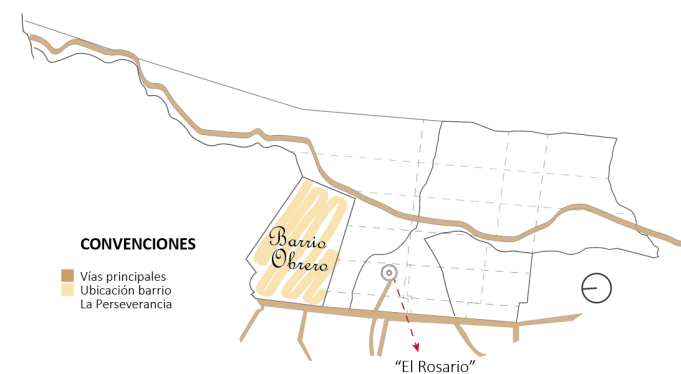 Barrio
Obrero
CONVENCIONES
Vías principales
Ubicación barrio
La Perseverancia
“El Rosario”